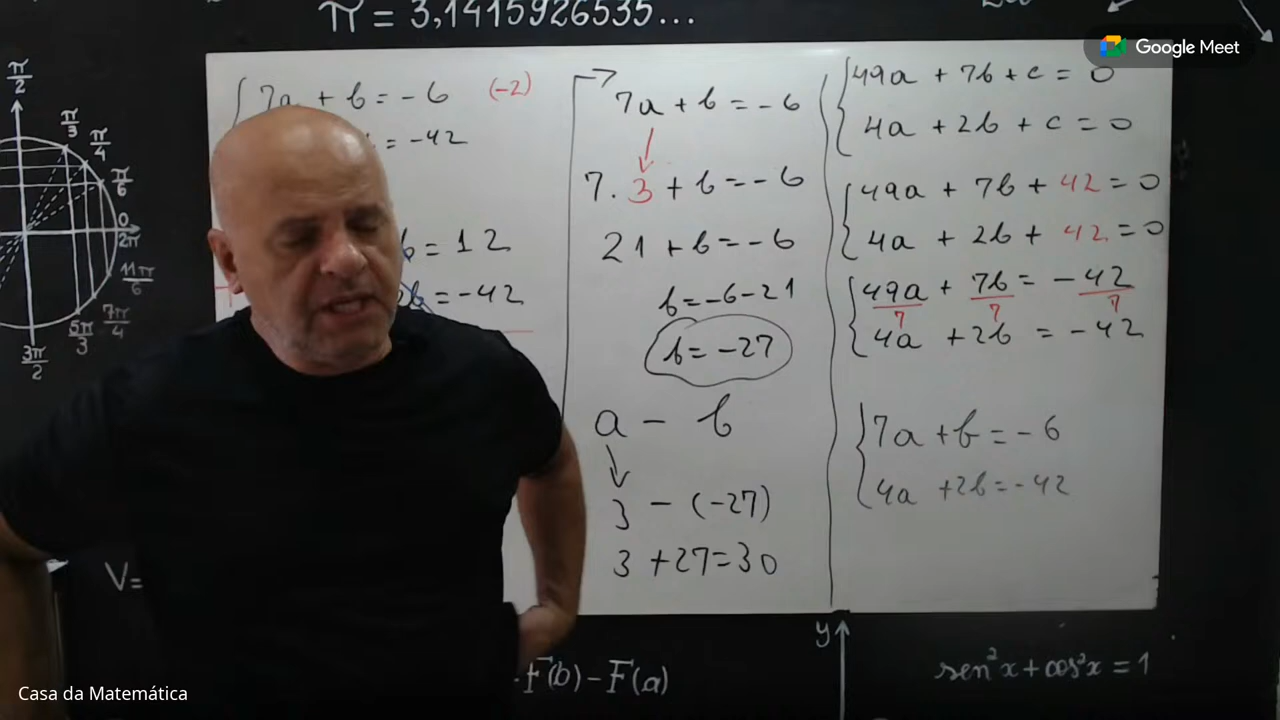 π = 3,1415926535...
Google Meet
π/2
π/3
π/4
π/6
0
2π
11π/6
7π/4
5π/3
3π/2
7a + b = -6 (-2)
= -42
b = 12
2b = -42
7a + b = -6
7. 3 + b = -6
21 + b = -6
b = -6 -21
b = -27
a - b
3 - (-27)
3 + 27 = 30
49a + 7b + c = 0
4a + 2b + c = 0
49a + 7b + 42 = 0
4a + 2b + 42 = 0
49a/7 + 7b/7 = -42/7
4a + 2b = -42
7a + b = -6
4a + 2b = -42
V =
F(b) - F(a)
y
sen²x + cos²x = 1
Casa da Matemática